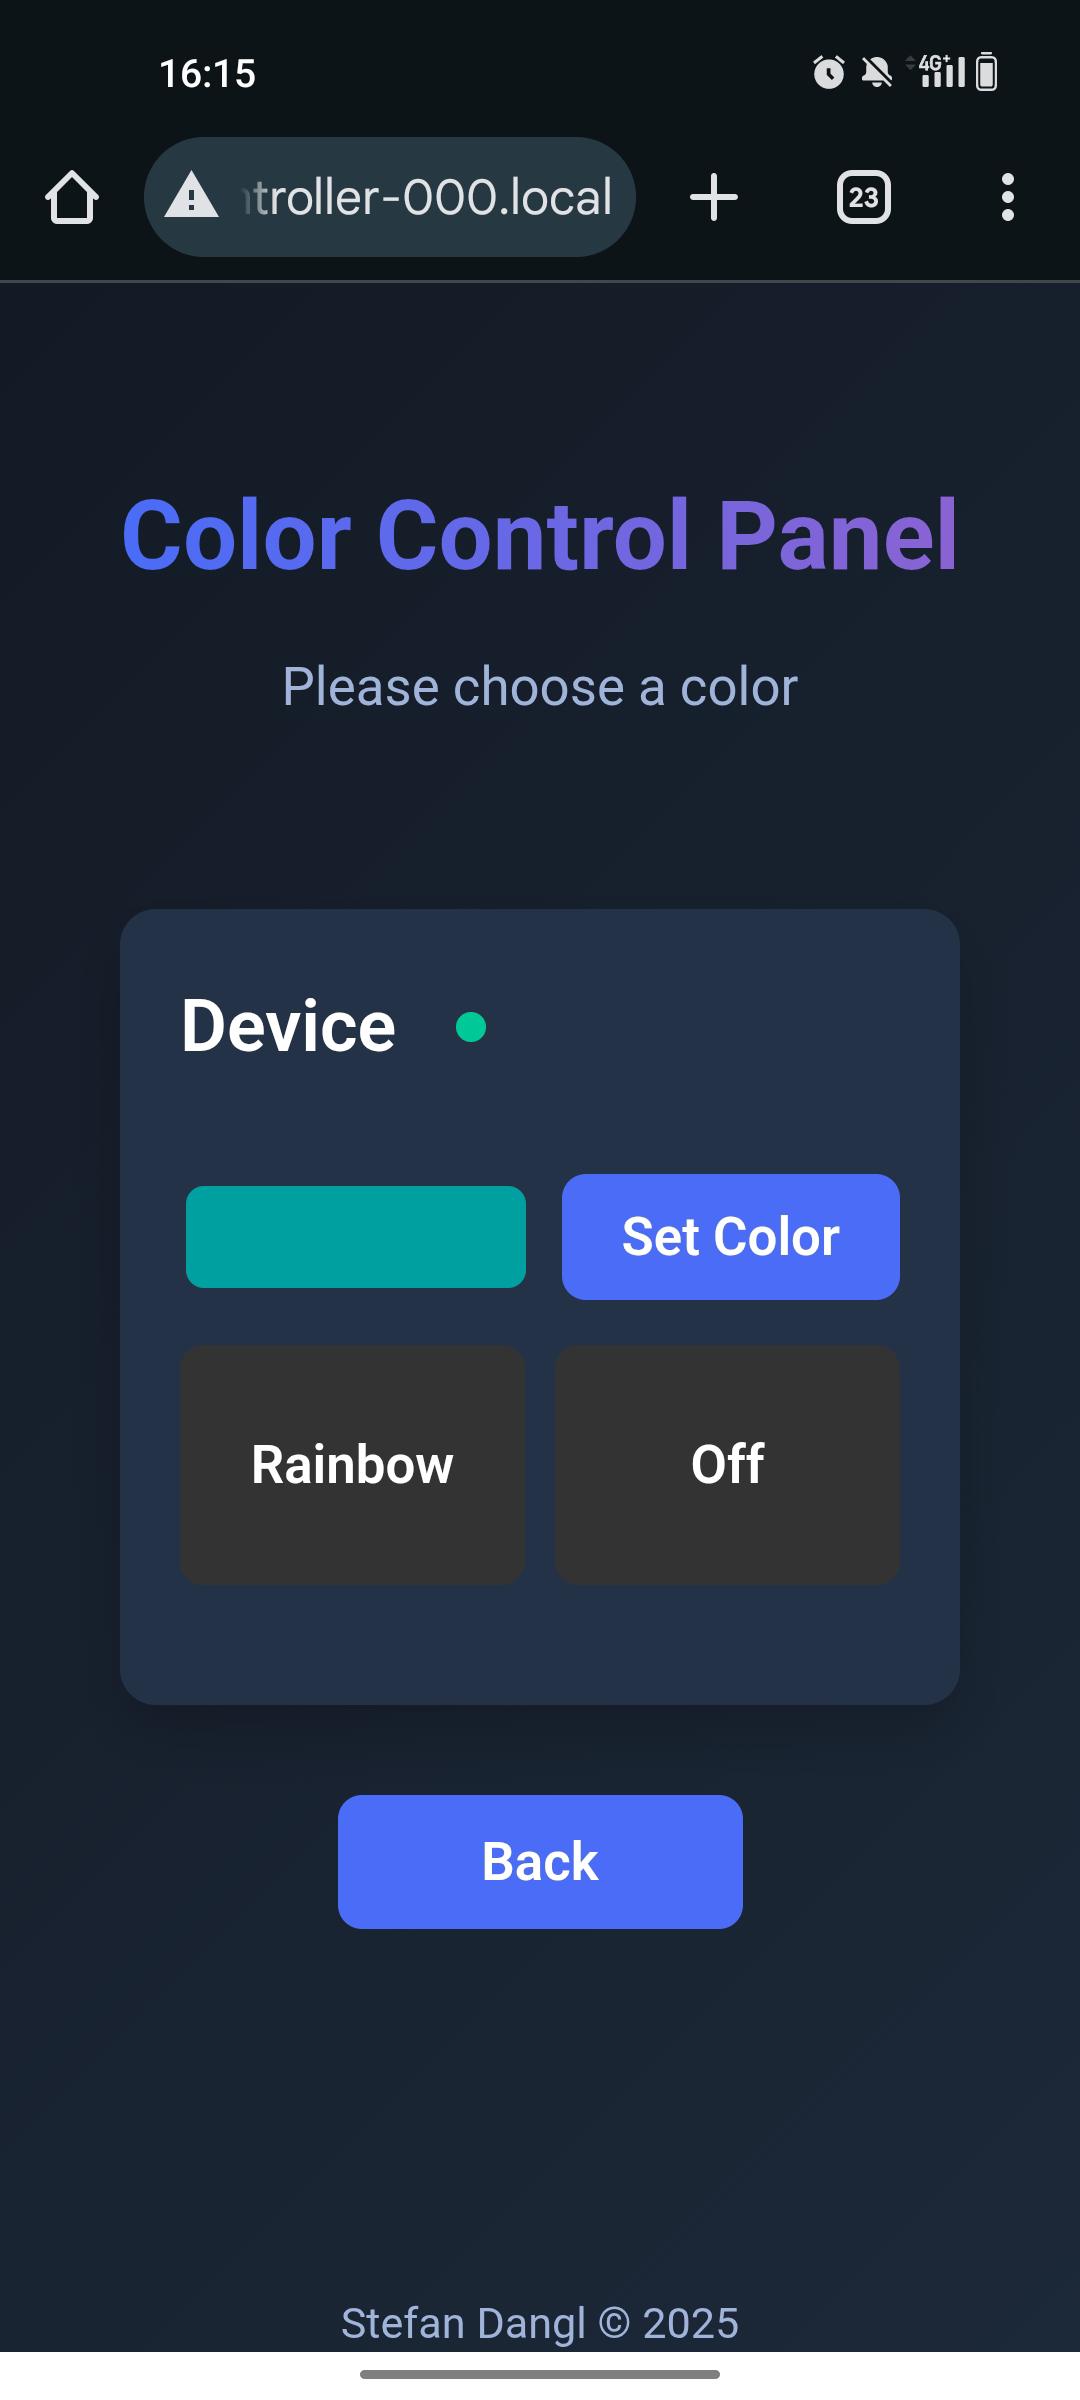 16:15
4G+
troller-000.local
23
Color Control Panel
Please choose a color
Device
Set Color
Rainbow
Off
Back
Stefan Dangl © 2025